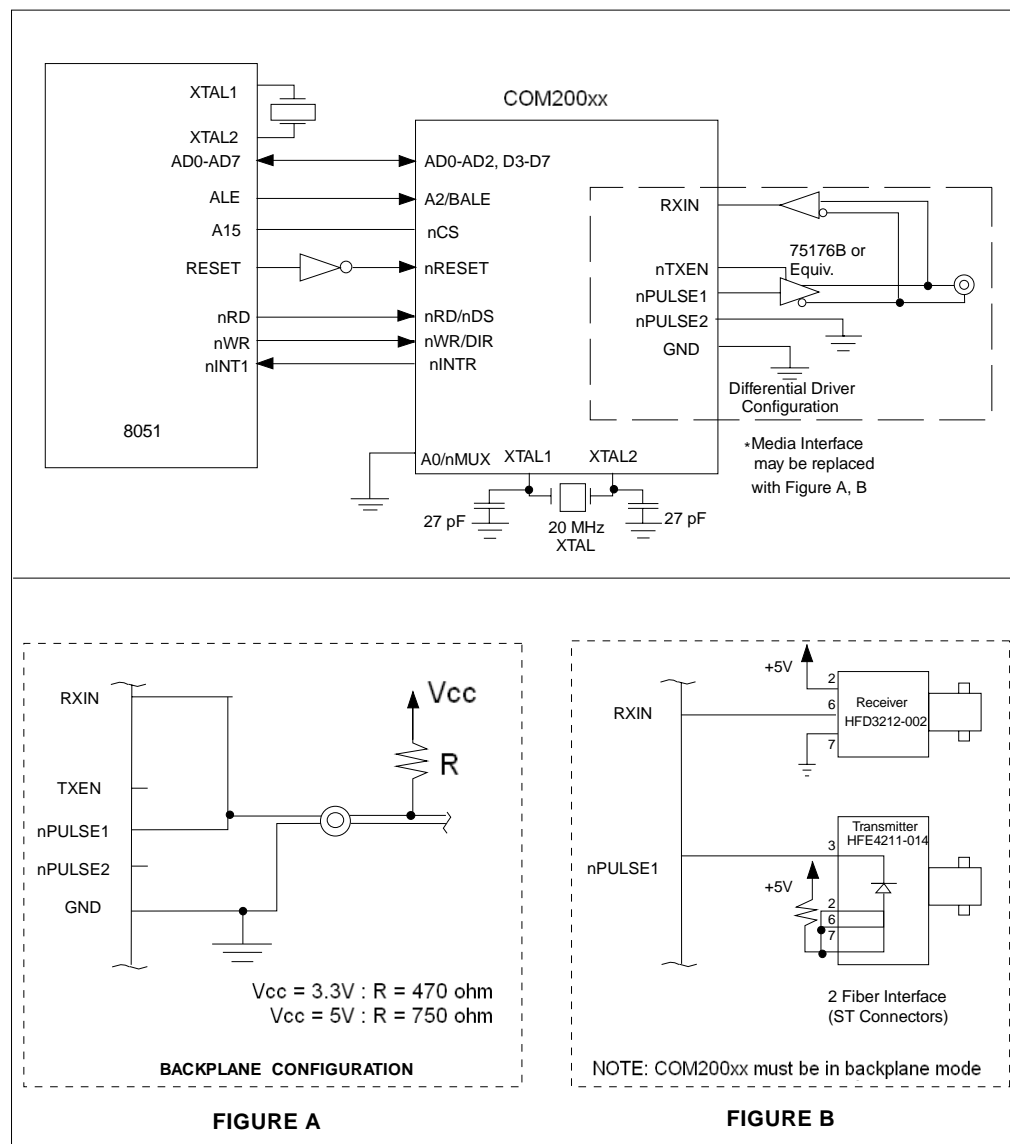 XTAL1
XTAL2
AD0-AD7
ALE
A15
RESET
nRD
nWR
nINT1
8051
COM200xx
AD0-AD2, D3-D7
A2/BALE
nCS
nRESET
nRD/nDS
nWR/DIR
nINTR
A0/nMUX
XTAL1
XTAL2
27 pF
20 MHz
XTAL
27 pF
RXIN
nTXEN
nPULSE1
nPULSE2
GND
75176B or
Equiv.
Differential Driver
Configuration
*Media Interface
may be replaced
with Figure A, B
RXIN
TXEN
nPULSE1
nPULSE2
GND
Vcc
R
Vcc = 3.3V : R = 470 ohm
Vcc = 5V : R = 750 ohm
BACKPLANE CONFIGURATION
FIGURE A
RXIN
nPULSE1
+5V
2
6
7
Receiver
HFD3212-002
Transmitter
HFE4211-014
3
+5V
2
6
7
2 Fiber Interface
(ST Connectors)
NOTE: COM200xx must be in backplane mode
FIGURE B